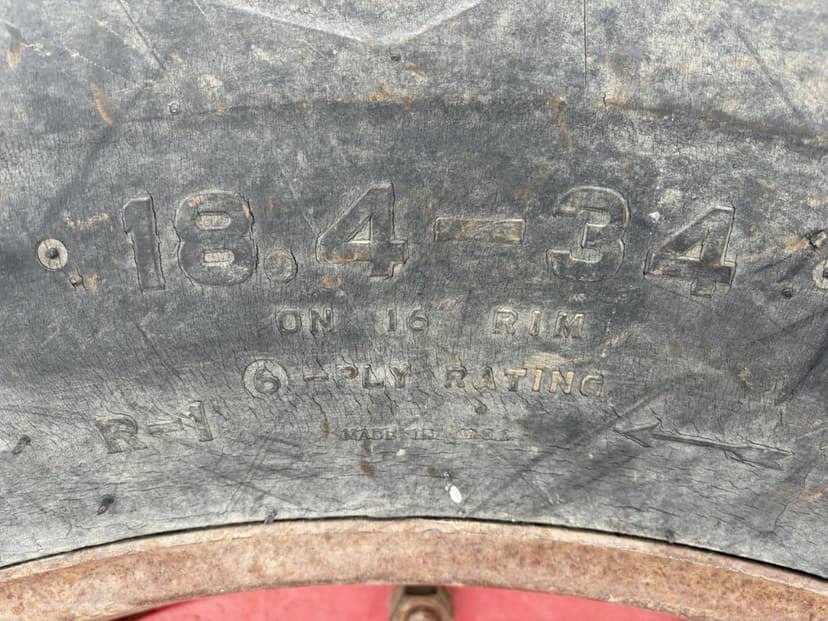 18.4-34
ON 16" RIM
6-PLY RATING
R-1
MADE IN U.S.A.